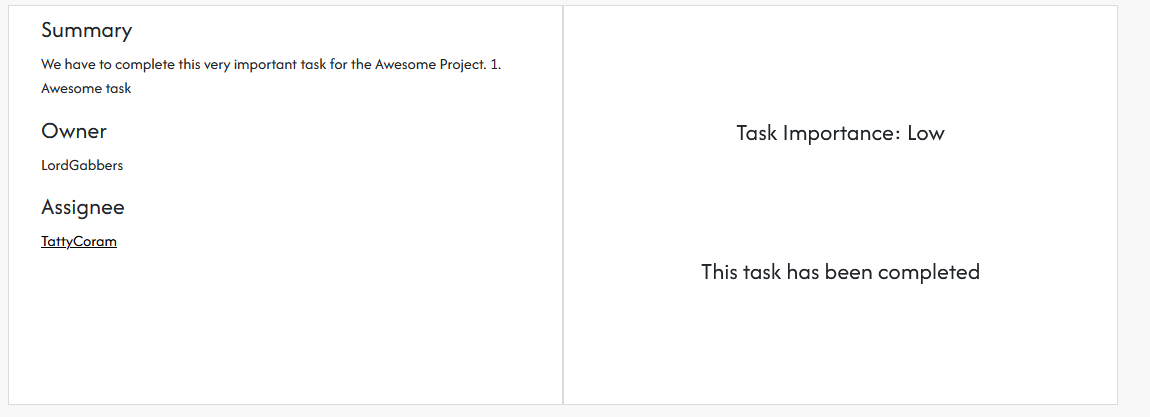 Summary
We have to complete this very important task for the Awesome Project. 1.
Awesome task
Owner
LordGabbers
Assignee
TattyCoram
Task Importance: Low
This task has been completed